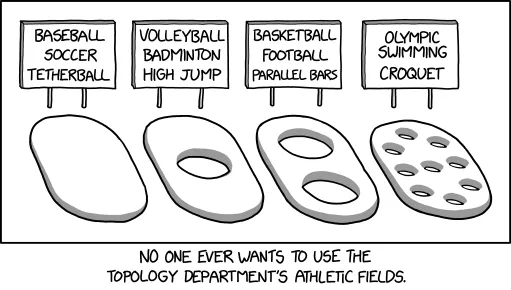 BASEBALL
SOCCER
TETHERBALL
VOLLEYBALL
BADMINTON
HIGH JUMP
BASKETBALL
FOOTBALL
PARALLEL BARS
OLYMPIC
SWIMMING
CROQUET
NO ONE EVER WANTS TO USE THE
TOPOLOGY DEPARTMENT'S ATHLETIC FIELDS.